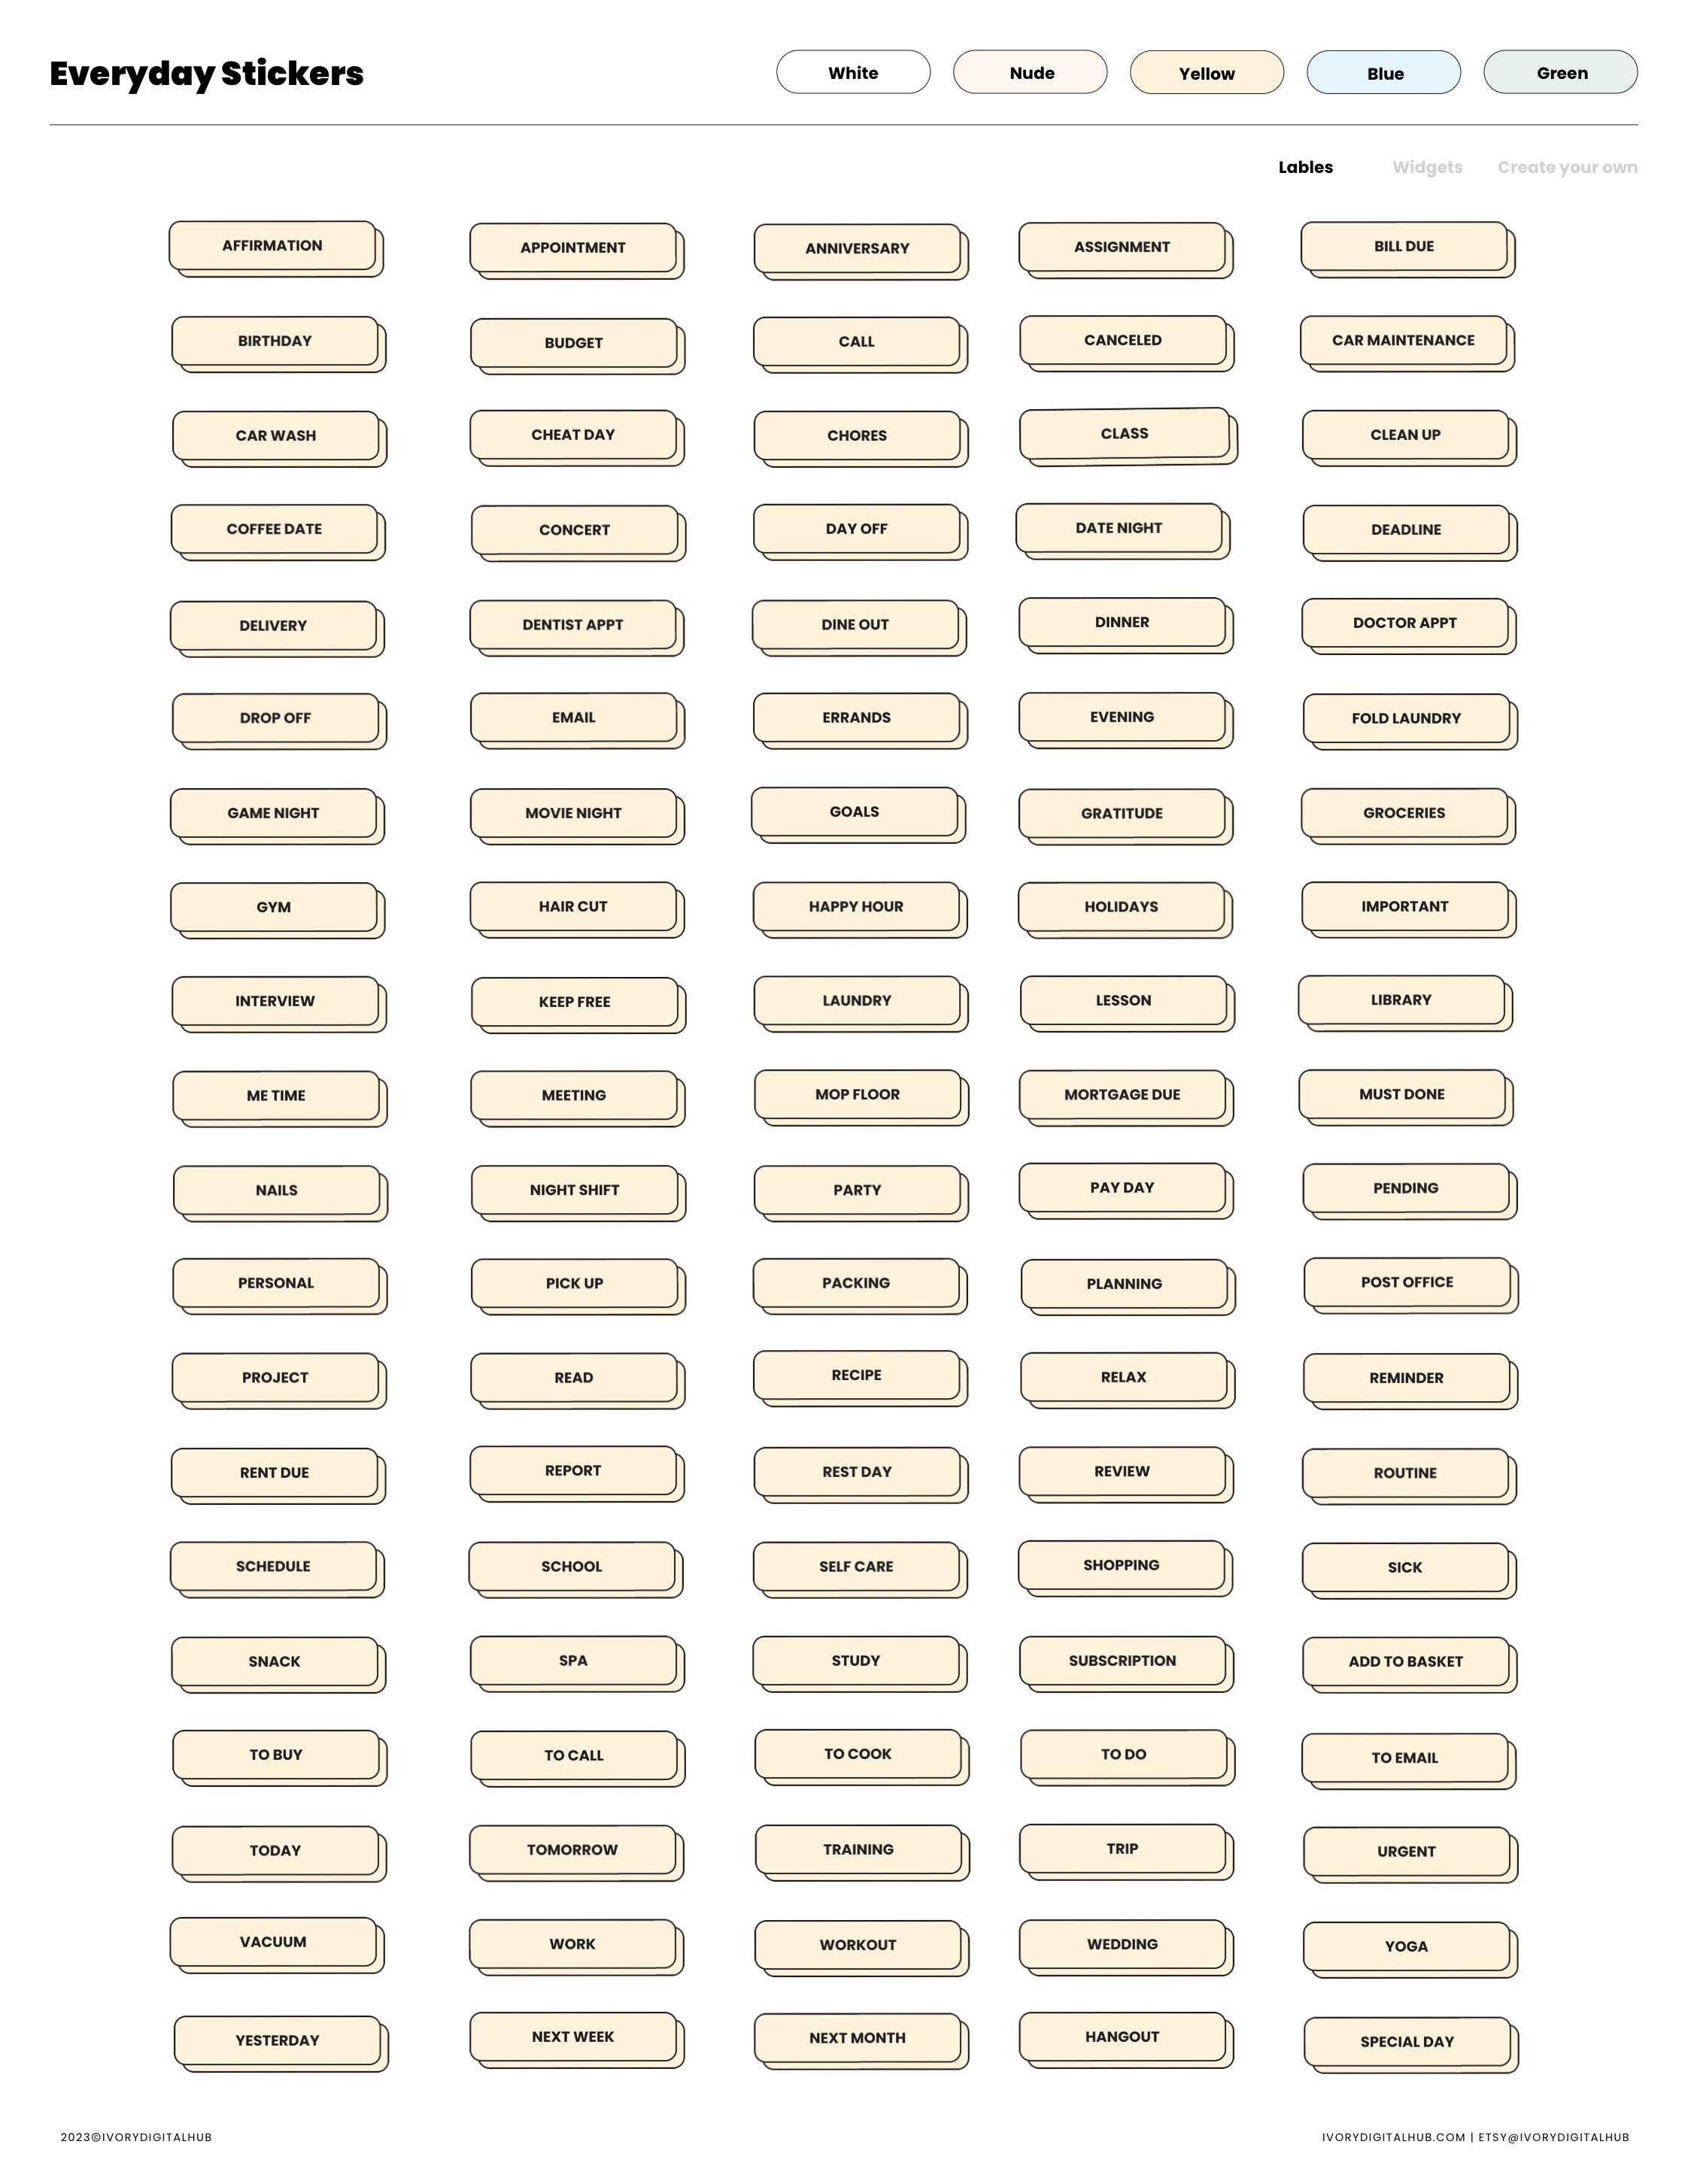 Everyday Stickers
White
Nude
Yellow
Blue
Green
Lables
Widgets
Create your own
AFFIRMATION
APPOINTMENT
ANNIVERSARY
ASSIGNMENT
BILL DUE
BIRTHDAY
BUDGET
CALL
CANCELED
CAR MAINTENANCE
CAR WASH
CHEAT DAY
CHORES
CLASS
CLEAN UP
COFFEE DATE
CONCERT
DAY OFF
DATE NIGHT
DEADLINE
DELIVERY
DENTIST APPT
DINE OUT
DINNER
DOCTOR APPT
DROP OFF
EMAIL
ERRANDS
EVENING
FOLD LAUNDRY
GAME NIGHT
MOVIE NIGHT
GOALS
GRATITUDE
GROCERIES
GYM
HAIR CUT
HAPPY HOUR
HOLIDAYS
IMPORTANT
INTERVIEW
KEEP FREE
LAUNDRY
LESSON
LIBRARY
ME TIME
MEETING
MOP FLOOR
MORTGAGE DUE
MUST DONE
NAILS
NIGHT SHIFT
PARTY
PAY DAY
PENDING
PERSONAL
PICK UP
PACKING
PLANNING
POST OFFICE
PROJECT
READ
RECIPE
RELAX
REMINDER
RENT DUE
REPORT
REST DAY
REVIEW
ROUTINE
SCHEDULE
SCHOOL
SELF CARE
SHOPPING
SICK
SNACK
SPA
STUDY
SUBSCRIPTION
ADD TO BASKET
TO BUY
TO CALL
TO COOK
TO DO
TO EMAIL
TODAY
TOMORROW
TRAINING
TRIP
URGENT
VACUUM
WORK
WORKOUT
WEDDING
YOGA
YESTERDAY
NEXT WEEK
NEXT MONTH
HANGOUT
SPECIAL DAY
2023©IVORYDIGITALHUB
IVORYDIGITALHUB.COM | ETSY@IVORYDIGITALHUB